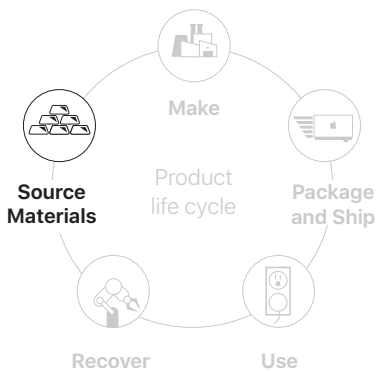 Make
Source
Materials
Product
life cycle
Package
and Ship
Recover
Use